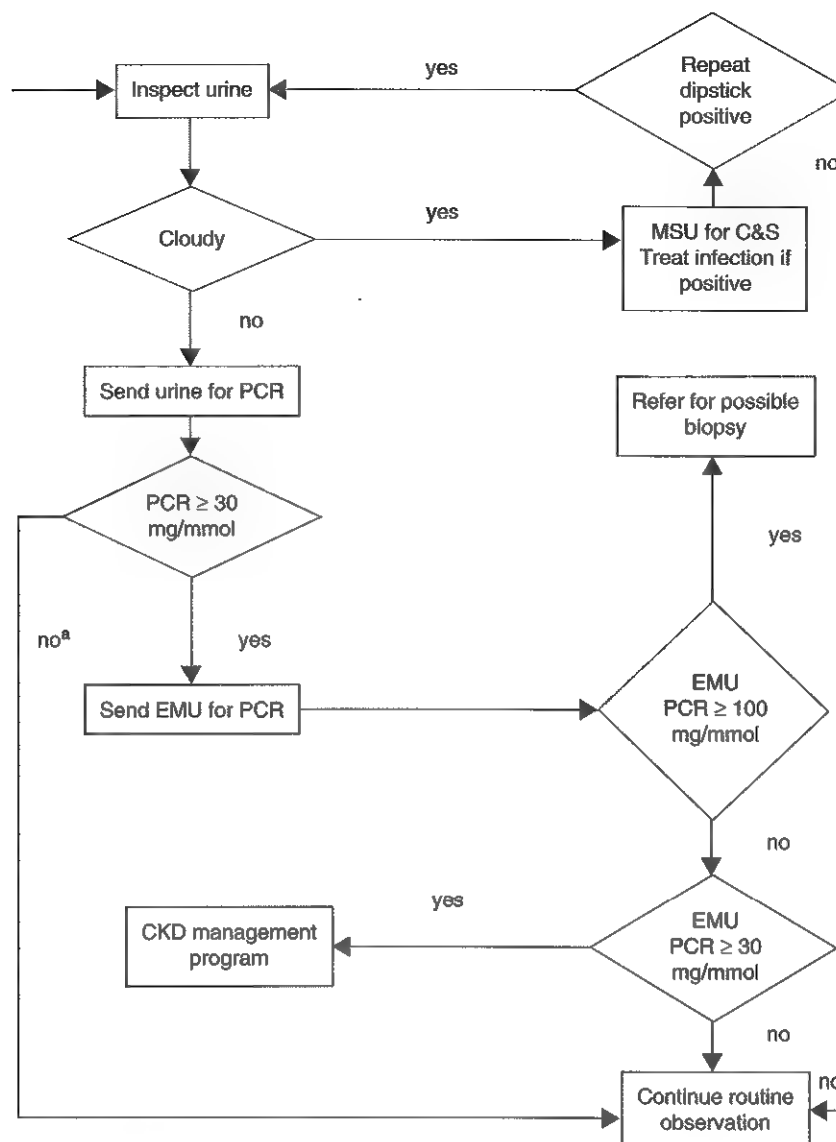 Inspect urine
yes
Repeat
dipstick
positive
no
Cloudy
yes
MSU for C&S
Treat infection if
positive
no
Send urine for PCR
Refer for possible
biopsy
PCR ≥ 30
mg/mmol
yes
noᵃ
yes
Send EMU for PCR
EMU
PCR ≥ 100
mg/mmol
no
yes
CKD management
program
EMU
PCR ≥ 30
mg/mmol
no
no
Continue routine
observation